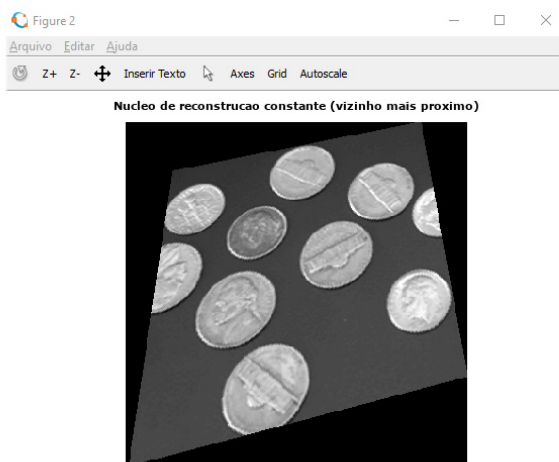 Figure 2
Arquivo Editar Ajuda
Z+ Z- Inserir Texto Axes Grid Autoscale
Nucleo de reconstrucao constante (vizinho mais proximo)